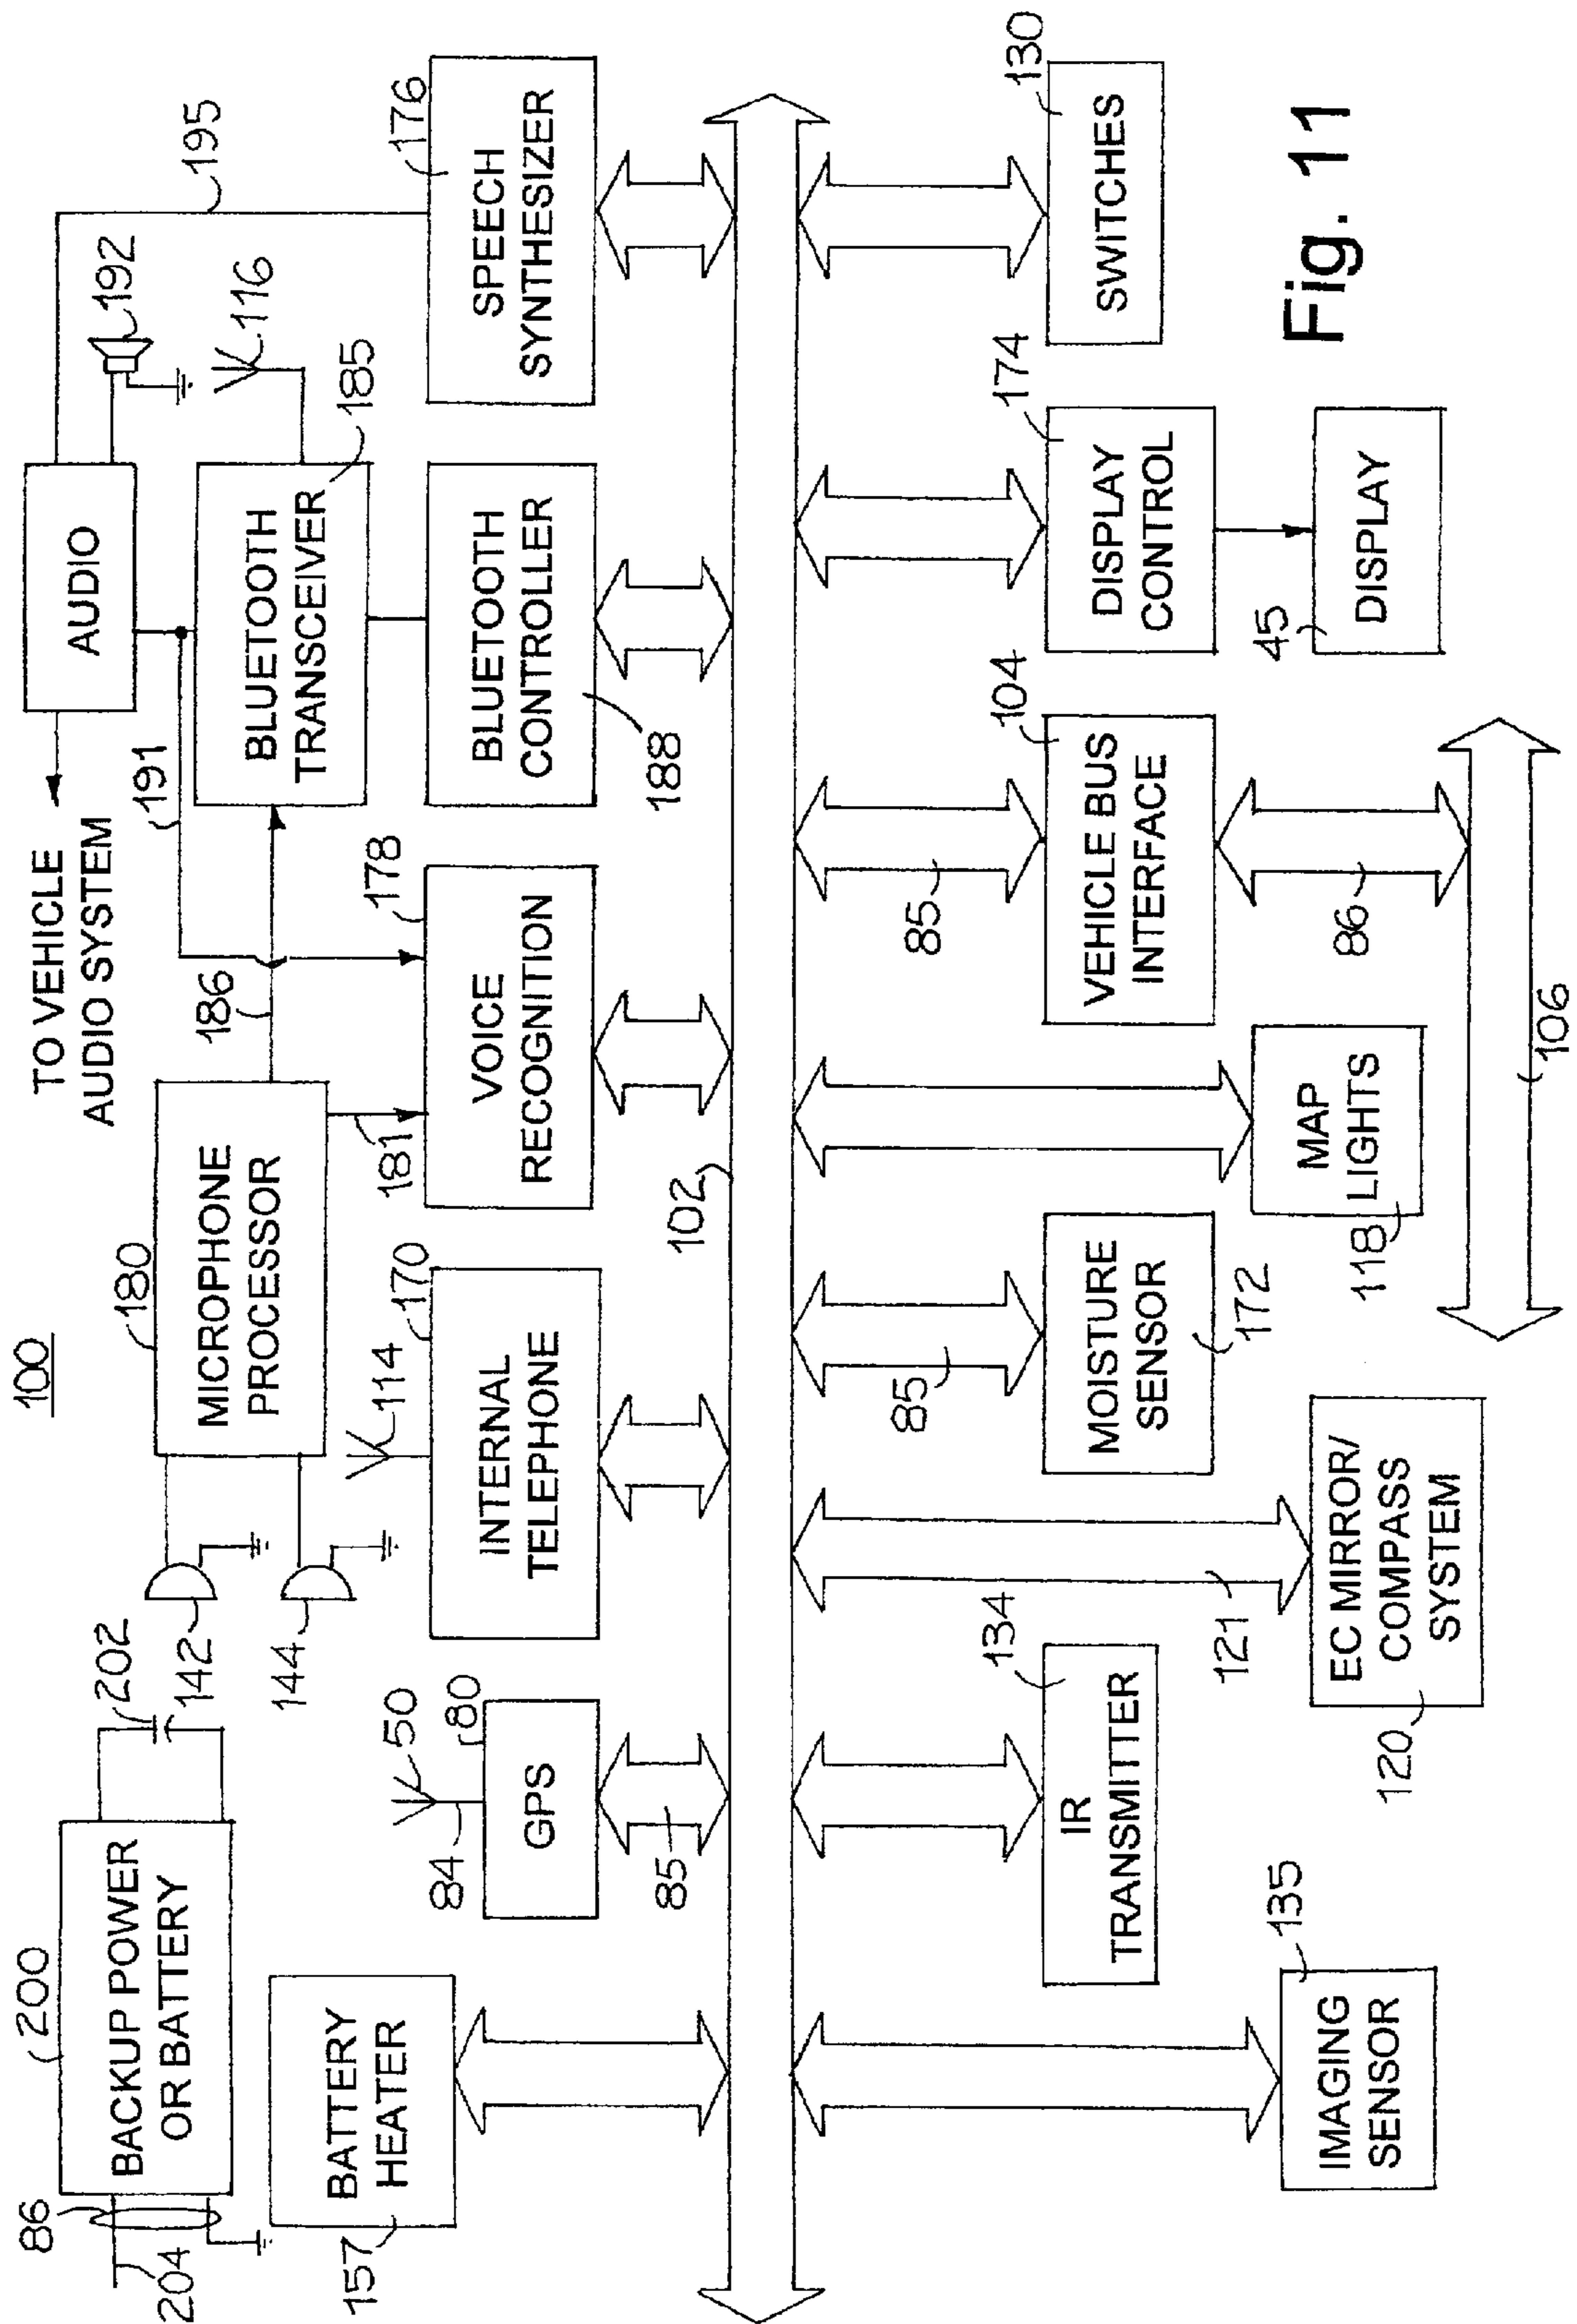 100
TO VEHICLE
AUDIO SYSTEM
AUDIO
195
192
116
191
186
200
BACKUP POWER
OR BATTERY
86
204
202
142
144
180
MICROPHONE
PROCESSOR
181
BLUETOOTH
TRANSCEIVER
185
BATTERY
HEATER
157
50
84
80
GPS
85
114
170
INTERNAL
TELEPHONE
178
VOICE
RECOGNITION
BLUETOOTH
CONTROLLER
188
176
SPEECH
SYNTHESIZER
102
135
IMAGING
SENSOR
134
IR
TRANSMITTER
121
120
EC MIRROR/
COMPASS
SYSTEM
85
MOISTURE
SENSOR
172
MAP
LIGHTS
118
85
104
VEHICLE BUS
INTERFACE
86
106
174
DISPLAY
CONTROL
45
DISPLAY
130
SWITCHES
Fig. 11